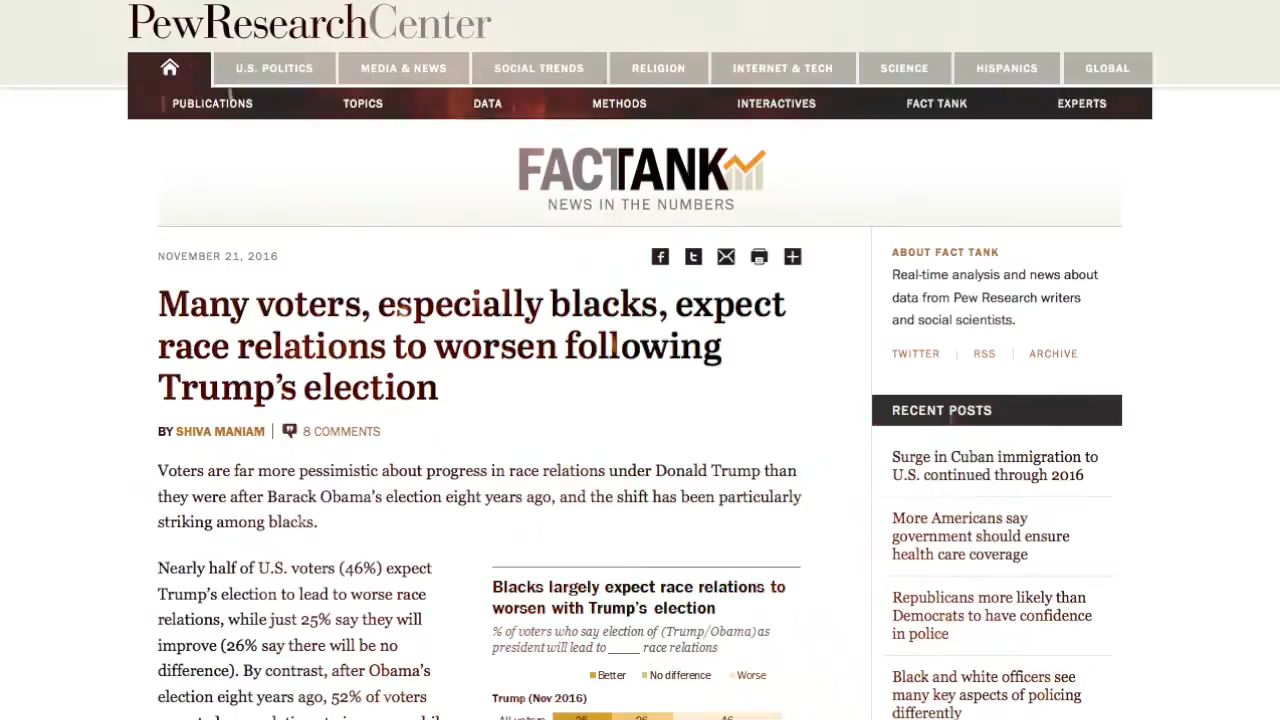 PewResearchCenter
U.S. POLITICS MEDIA & NEWS SOCIAL TRENDS RELIGION INTERNET & TECH SCIENCE HISPANICS GLOBAL
PUBLICATIONS TOPICS DATA METHODS INTERACTIVES FACT TANK EXPERTS
FACTTANK
NEWS IN THE NUMBERS
NOVEMBER 21, 2016
Many voters, especially blacks, expect
race relations to worsen following
Trump's election
BY SHIVA MANIAM | 8 COMMENTS
Voters are far more pessimistic about progress in race relations under Donald Trump than
they were after Barack Obama's election eight years ago, and the shift has been particularly
striking among blacks.
Nearly half of U.S. voters (46%) expect
Trump's election to lead to worse race
relations, while just 25% say they will
improve (26% say there will be no
difference). By contrast, after Obama's
election eight years ago, 52% of voters
Blacks largely expect race relations to
worsen with Trump's election
% of voters who say election of (Trump/Obama) as
president will lead to _____ race relations
Better No difference Worse
Trump (Nov 2016)
All voters 25 26 46
ABOUT FACT TANK
Real-time analysis and news about
data from Pew Research writers
and social scientists.
TWITTER | RSS | ARCHIVE
RECENT POSTS
Surge in Cuban immigration to
U.S. continued through 2016
More Americans say
government should ensure
health care coverage
Republicans more likely than
Democrats to have confidence
in police
Black and white officers see
many key aspects of policing
differently